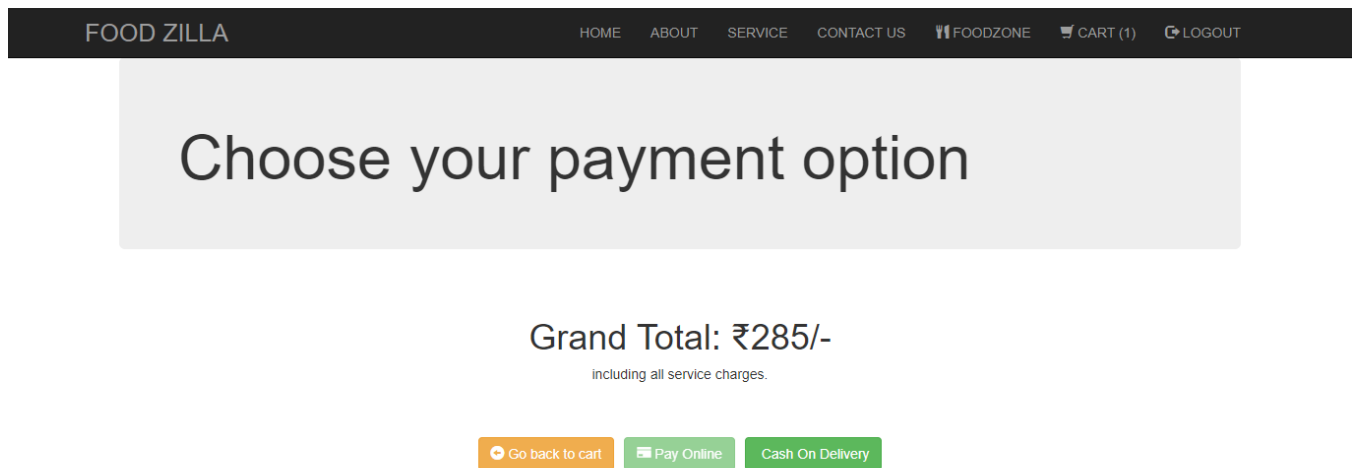 FOOD ZILLA HOME ABOUT SERVICE CONTACT US FOODZONE CART (1) LOGOUT
Choose your payment option
Grand Total: ₹285/-
including all service charges.
Go back to cart Pay Online Cash On Delivery